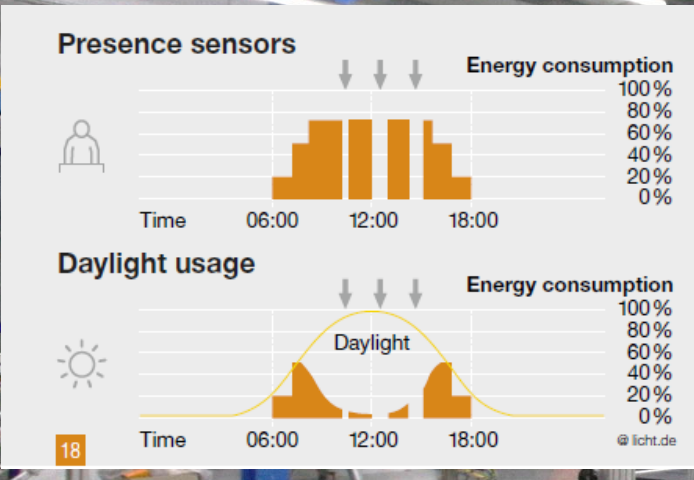 Presence sensors
Energy consumption
100 %
80 %
60 %
40 %
20 %
0 %
Time 06:00 12:00 18:00
Daylight usage
Energy consumption
100 %
80 %
60 %
40 %
20 %
0 %
Daylight
Time 06:00 12:00 18:00
18
@ licht.de